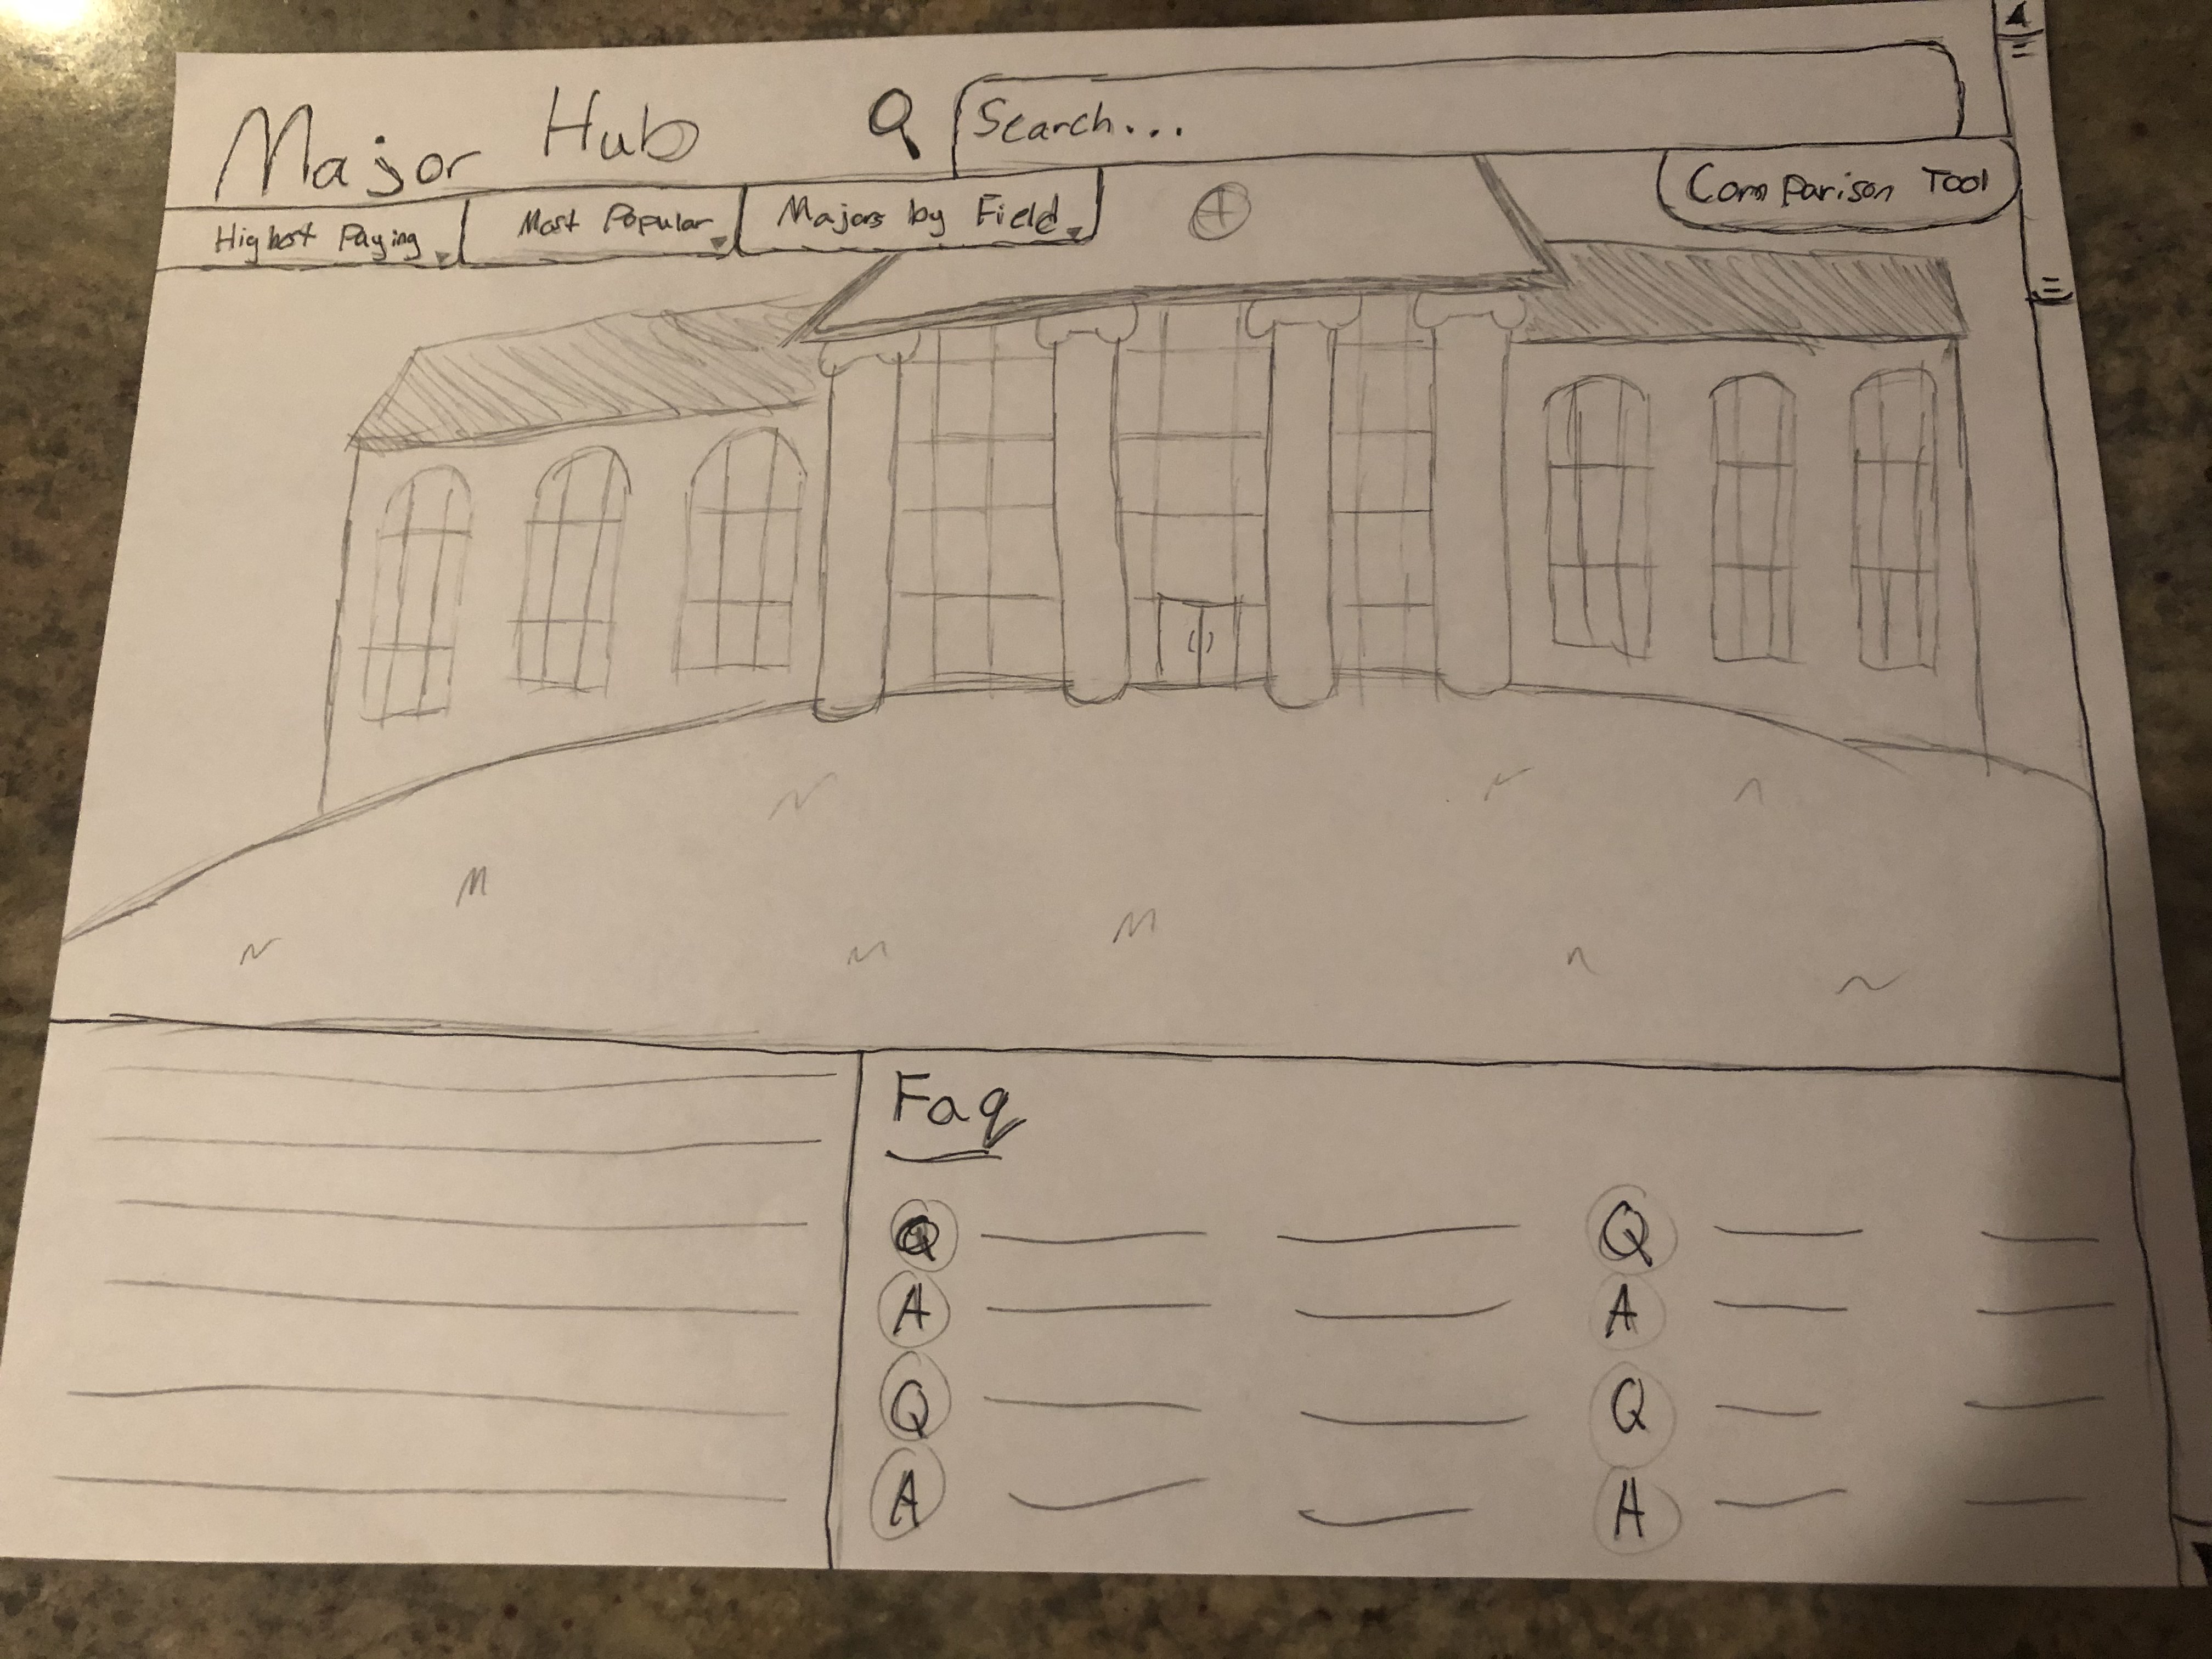 Major Hub Search...
Highest Paying Most Popular Majors by Field Comparison Tool
Faq
Q Q
A A
Q Q
A A